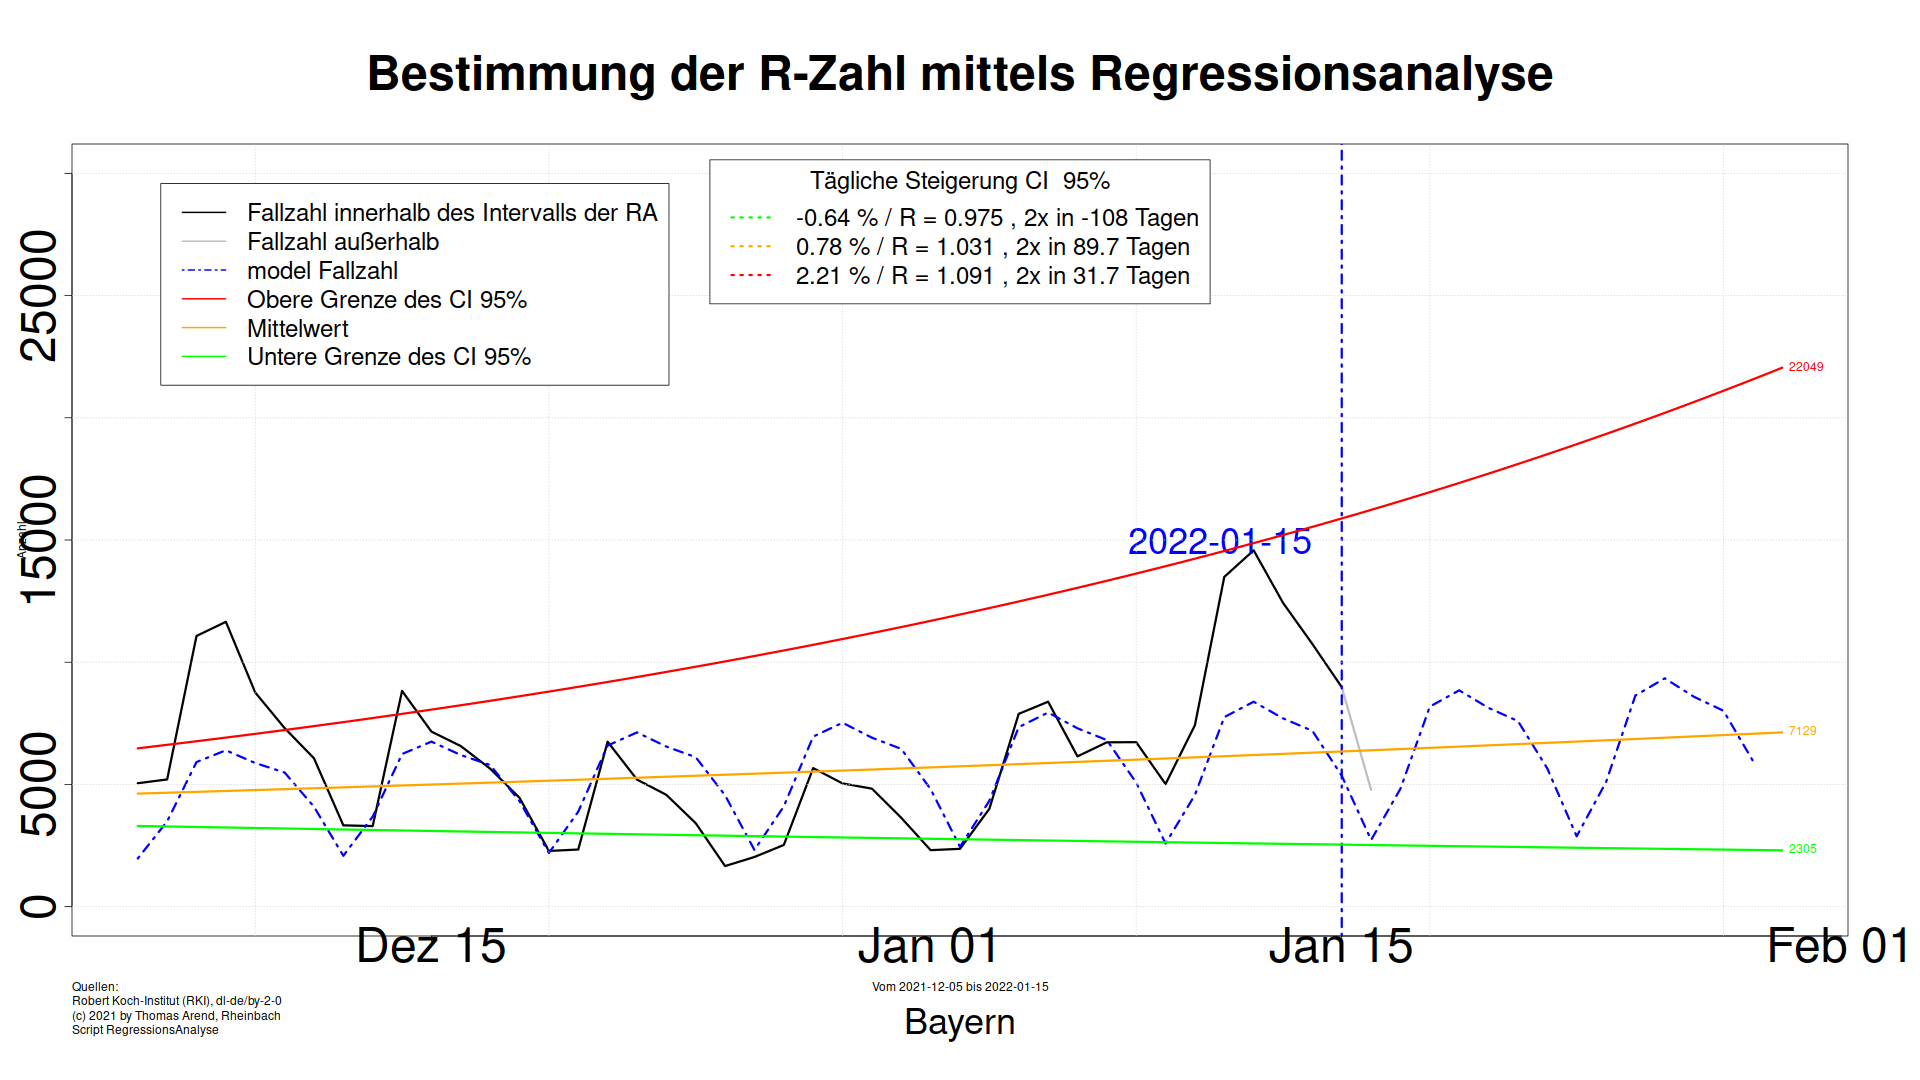 Bestimmung der R-Zahl mittels Regressionsanalyse
Fallzahl innerhalb des Intervalls der RA
Fallzahl außerhalb
model Fallzahl
Obere Grenze des CI 95%
Mittelwert
Untere Grenze des CI 95%
Tägliche Steigerung CI  95%
-0.64 % / R = 0.975 , 2x in -108 Tagen
0.78 % / R = 1.031 , 2x in 89.7 Tagen
2.21 % / R = 1.091 , 2x in 31.7 Tagen
25000
15000
5000
0
Anzahl
2022-01-15
22049
7129
2305
Dez 15
Jan 01
Jan 15
Feb 01
Quellen:
Robert Koch-Institut (RKI), dl-de/by-2-0
(c) 2021 by Thomas Arend, Rheinbach
Script RegressionsAnalyse
Vom 2021-12-05 bis 2022-01-15
Bayern